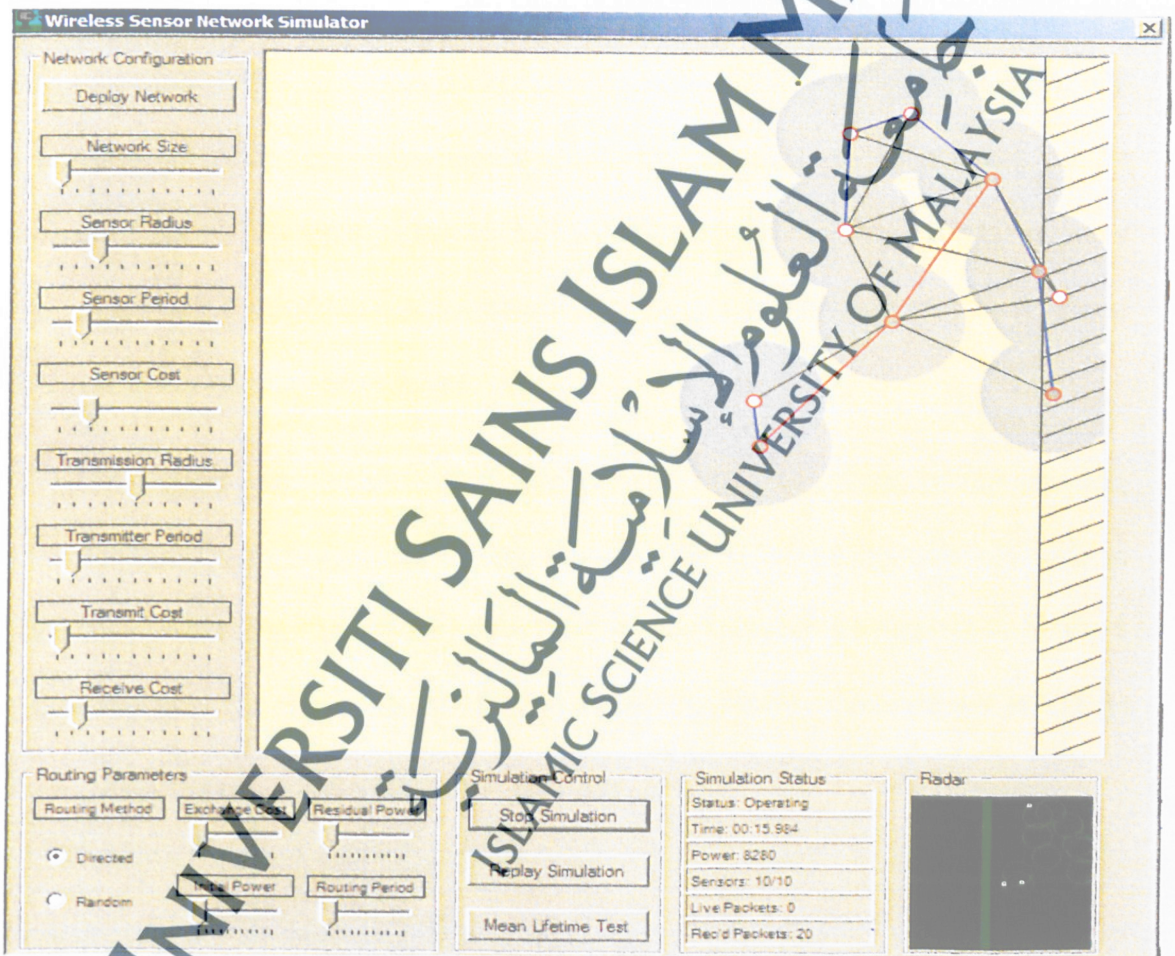 Wireless Sensor Network Simulator
Network Configuration
Deploy Network
Network Size
Sensor Radius
Sensor Period
Sensor Cost
Transmission Radius
Transmitter Period
Transmit Cost
Receive Cost
Routing Parameters
Routing Method
Exchange Cost
Residual Power
Directed
Random
Initial Power
Routing Period
Simulation Control
Stop Simulation
Replay Simulation
Mean Lifetime Test
Simulation Status
Status: Operating
Time: 00:15.984
Power: 8280
Sensors: 10/10
Live Packets: 0
Rec'd Packets: 20
Radar
UNIVERSITI SAINS ISLAM M
جامعة العلوم الإسلامية الماليزية
ISLAMIC SCIENCE UNIVERSITY OF MALAYSIA